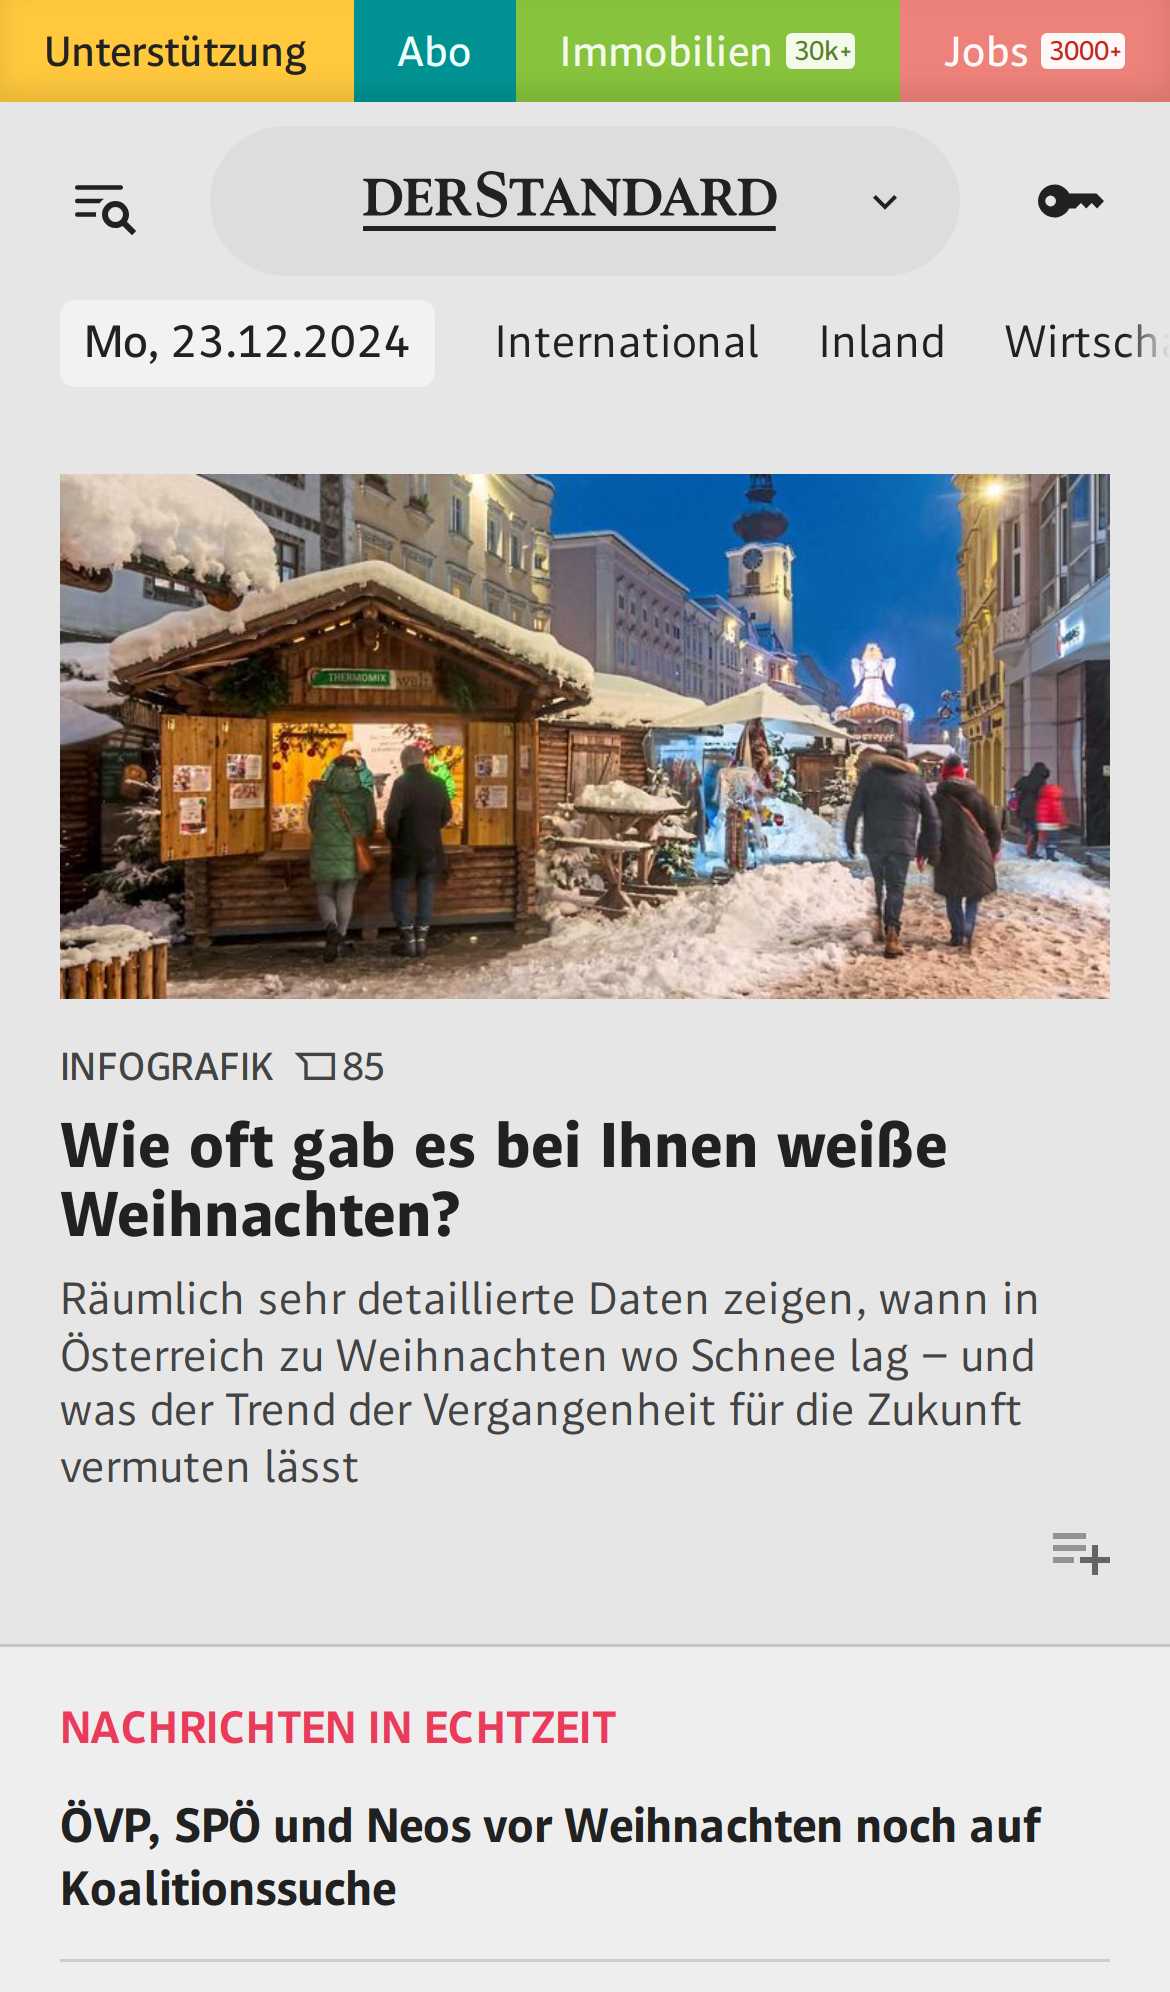 Unterstützung
Abo
Immobilien 30k+
Jobs 3000+
DERSTANDARD
Mo, 23.12.2024
International
Inland
Wirtscha
THERMOMIX
INFOGRAFIK 85
Wie oft gab es bei Ihnen weiße
Weihnachten?
Räumlich sehr detaillierte Daten zeigen, wann in
Österreich zu Weihnachten wo Schnee lag – und
was der Trend der Vergangenheit für die Zukunft
vermuten lässt
NACHRICHTEN IN ECHTZEIT
ÖVP, SPÖ und Neos vor Weihnachten noch auf
Koalitionssuche